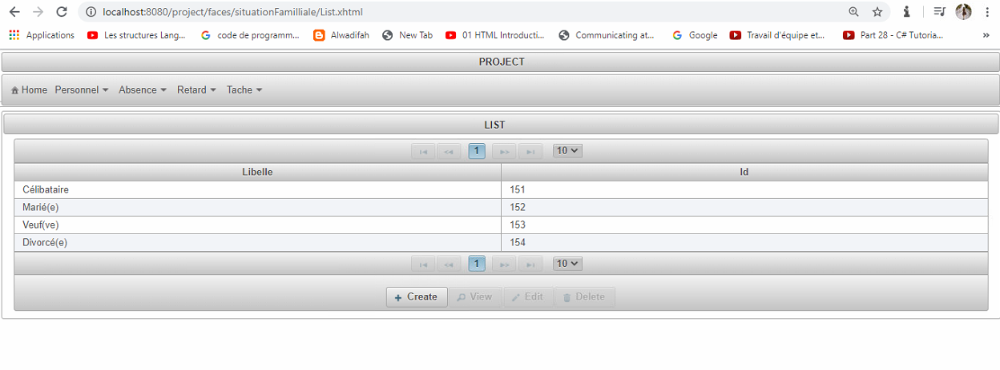 localhost:8080/project/faces/situationFamilliale/List.xhtml
Applications Les structures Lang... code de programm... Alwadifah New Tab 01 HTML Introducti... Communicating at... Google Travail d'équipe et... Part 28 - C# Tutoria... »
PROJECT
Home Personnel Absence Retard Tache
LIST
1 10
Libelle Id
Célibataire 151
Marié(e) 152
Veuf(ve) 153
Divorcé(e) 154
1 10
Create View Edit Delete